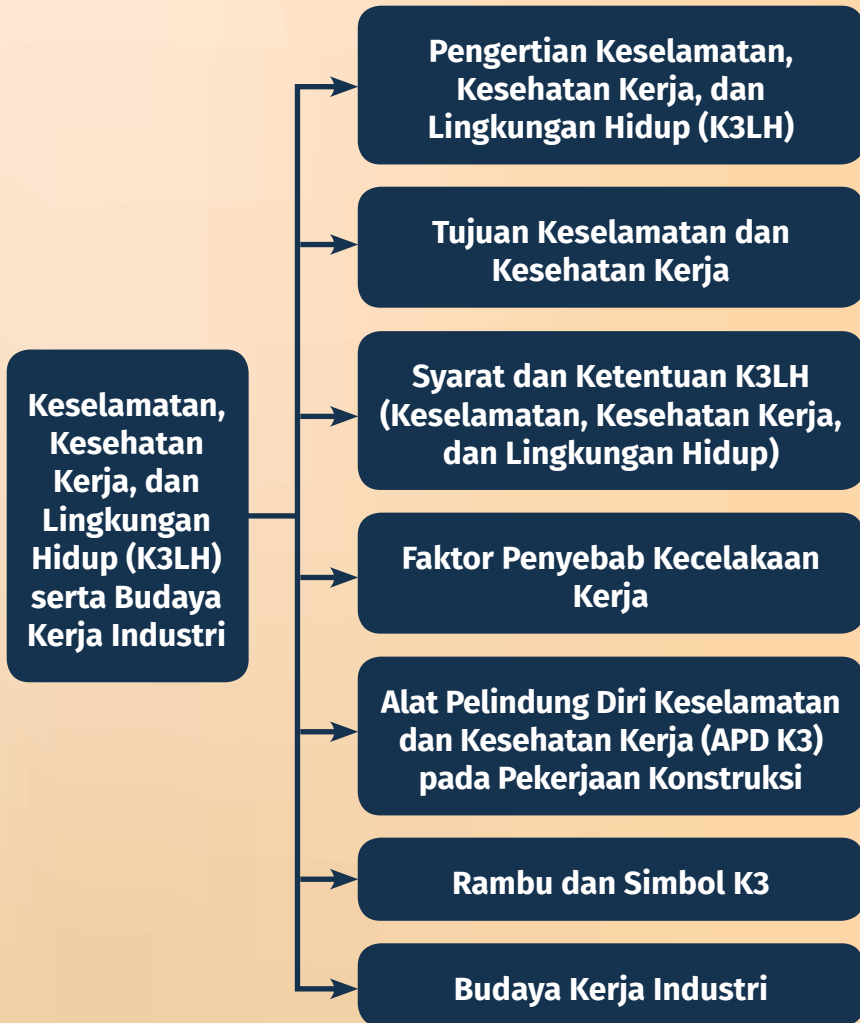 Pengertian Keselamatan,
Kesehatan Kerja, dan
Lingkungan Hidup (K3LH)
Tujuan Keselamatan dan
Kesehatan Kerja
Syarat dan Ketentuan K3LH
(Keselamatan, Kesehatan Kerja,
dan Lingkungan Hidup)
Keselamatan,
Kesehatan
Kerja, dan
Lingkungan
Hidup (K3LH)
serta Budaya
Kerja Industri
Faktor Penyebab Kecelakaan
Kerja
Alat Pelindung Diri Keselamatan
dan Kesehatan Kerja (APD K3)
pada Pekerjaan Konstruksi
Rambu dan Simbol K3
Budaya Kerja Industri